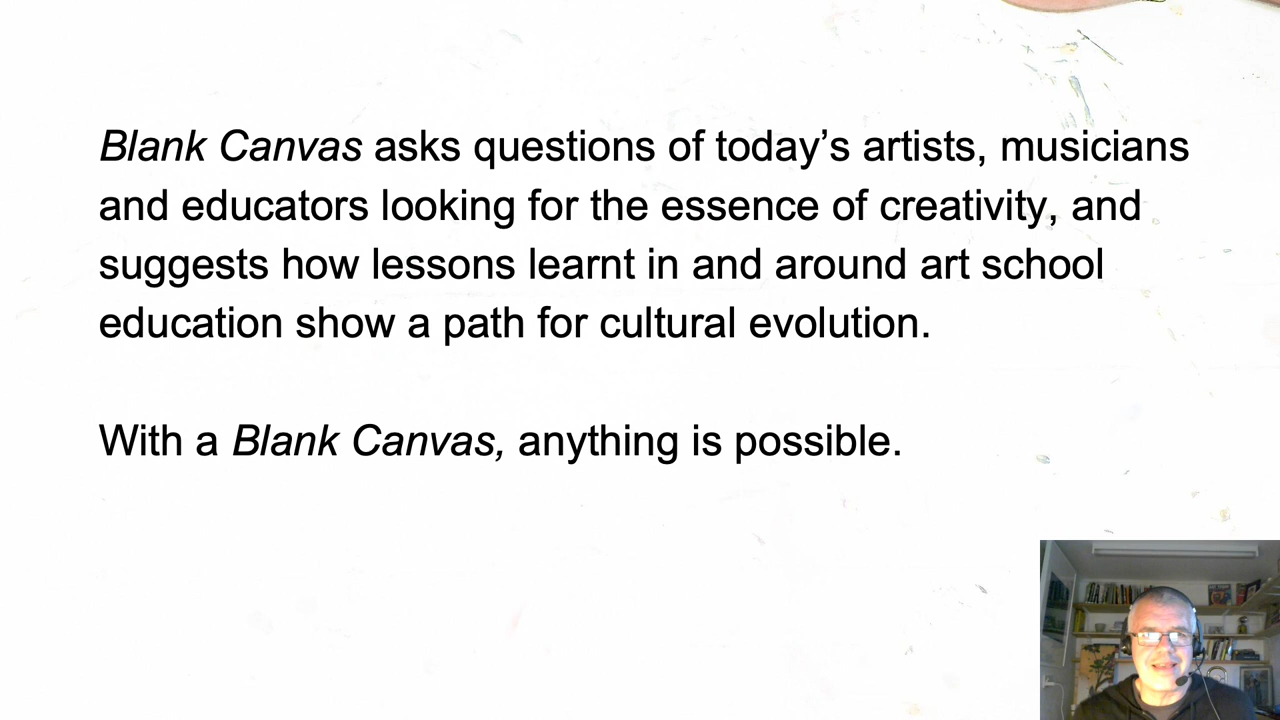 Blank Canvas asks questions of today’s artists, musicians
and educators looking for the essence of creativity, and
suggests how lessons learnt in and around art school
education show a path for cultural evolution.
With a Blank Canvas, anything is possible.